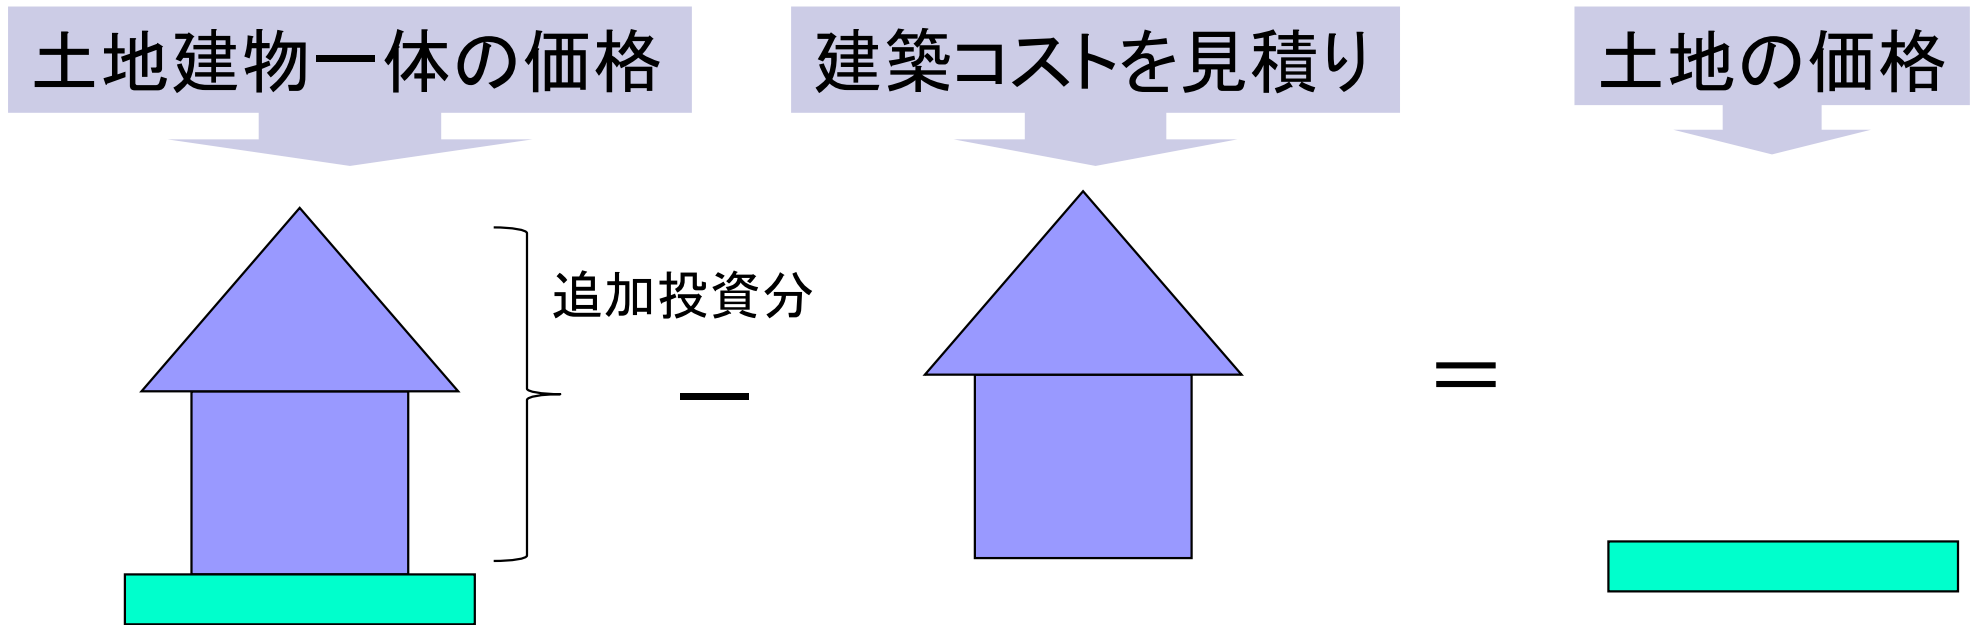 土地建物一体の価格
建築コストを見積り
土地の価格
追加投資分
－
＝